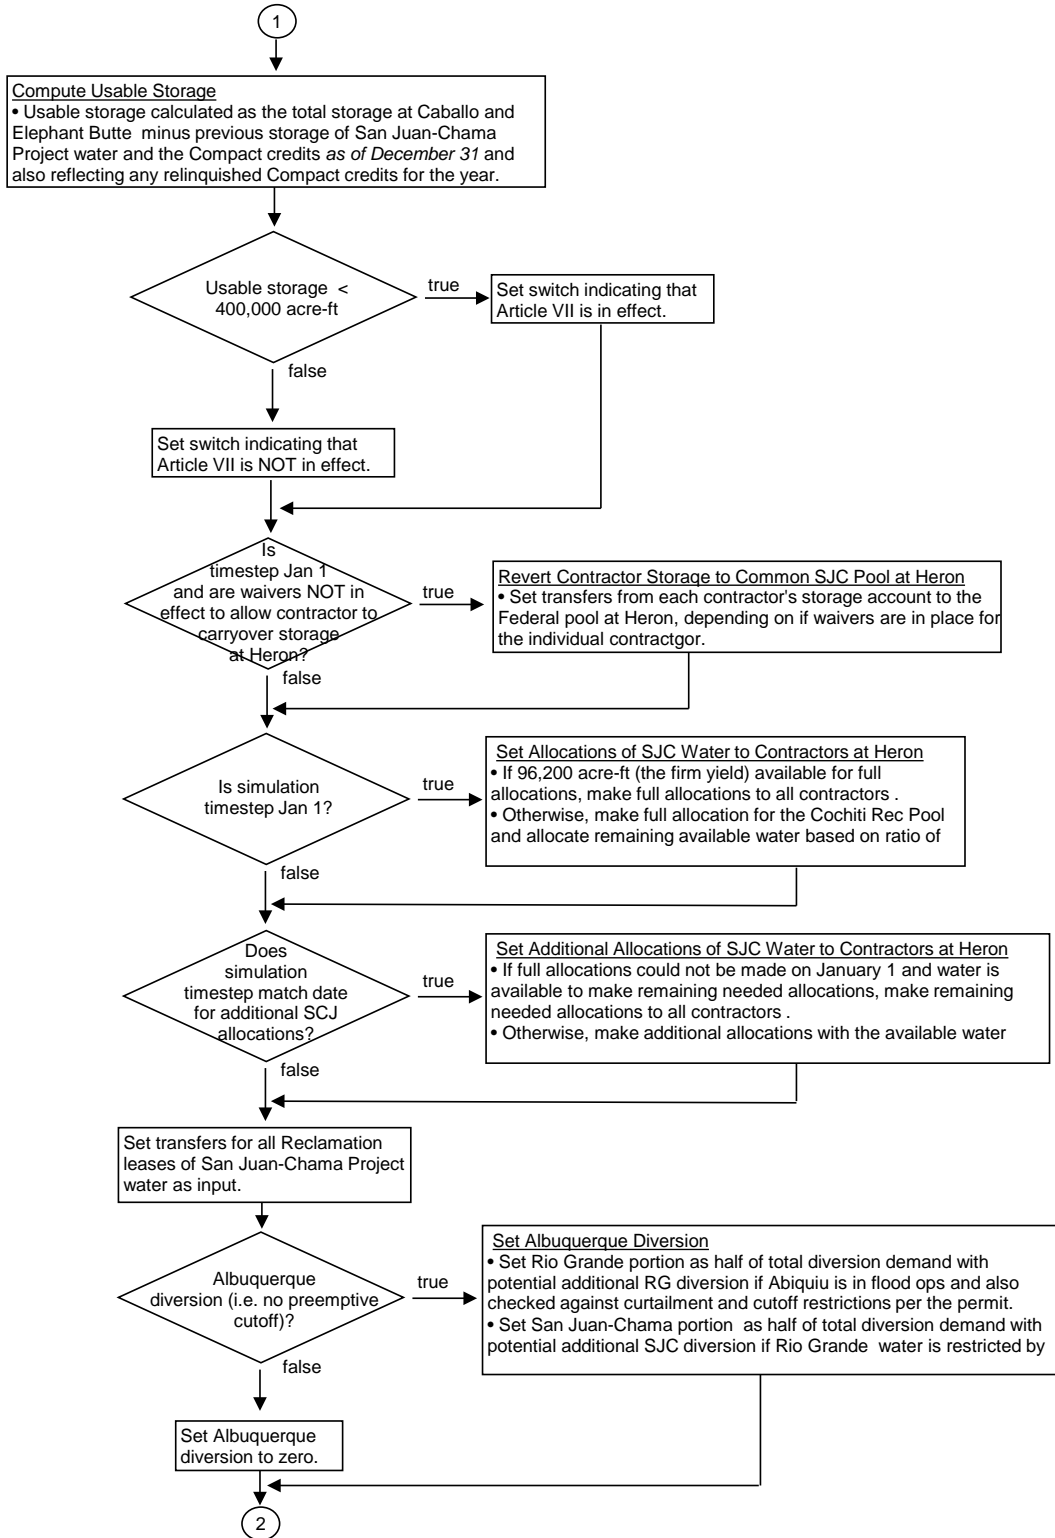 1
Compute Usable Storage
• Usable storage calculated as the total storage at Caballo and
Elephant Butte minus previous storage of San Juan-Chama
Project water and the Compact credits as of December 31 and
also reflecting any relinquished Compact credits for the year.
Usable storage <
400,000 acre-ft
true
Set switch indicating that
Article VII is in effect.
false
Set switch indicating that
Article VII is NOT in effect.
Is
timestep Jan 1
and are waivers NOT in
effect to allow contractor to
carryover storage
at Heron?
true
Revert Contractor Storage to Common SJC Pool at Heron
• Set transfers from each contractor's storage account to the
Federal pool at Heron, depending on if waivers are in place for
the individual contractgor.
false
Is simulation
timestep Jan 1?
true
Set Allocations of SJC Water to Contractors at Heron
• If 96,200 acre-ft (the firm yield) available for full
allocations, make full allocations to all contractors .
• Otherwise, make full allocation for the Cochiti Rec Pool
and allocate remaining available water based on ratio of
false
Does
simulation
timestep match date
for additional SCJ
allocations?
true
Set Additional Allocations of SJC Water to Contractors at Heron
• If full allocations could not be made on January 1 and water is
available to make remaining needed allocations, make remaining
needed allocations to all contractors .
• Otherwise, make additional allocations with the available water
false
Set transfers for all Reclamation
leases of San Juan-Chama Project
water as input.
Albuquerque
diversion (i.e. no preemptive
cutoff)?
true
Set Albuquerque Diversion
• Set Rio Grande portion as half of total diversion demand with
potential additional RG diversion if Abiquiu is in flood ops and also
checked against curtailment and cutoff restrictions per the permit.
• Set San Juan-Chama portion as half of total diversion demand with
potential additional SJC diversion if Rio Grande water is restricted by
false
Set Albuquerque
diversion to zero.
2